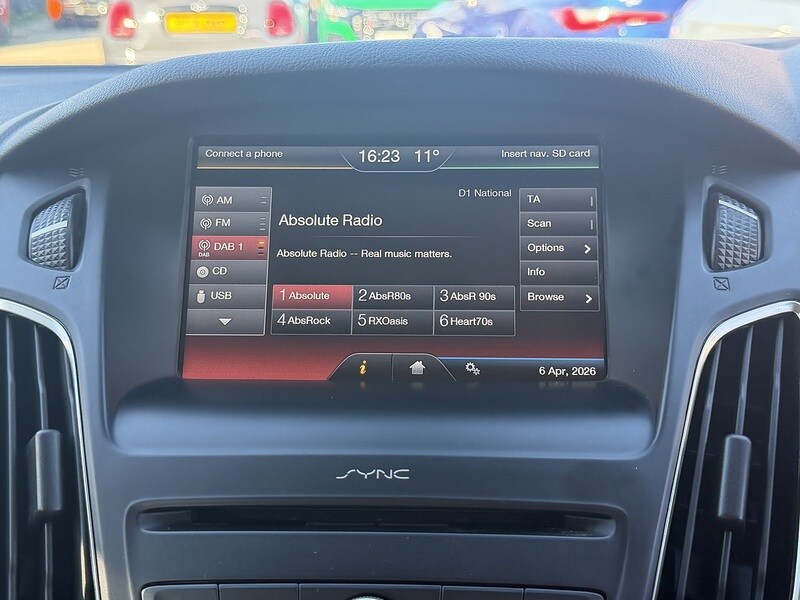 Connect a phone
16:23 11°
Insert nav. SD card
D1 National
AM
FM
DAB 1
DAB
CD
USB
Absolute Radio
Absolute Radio -- Real music matters.
1 Absolute
2 AbsR80s
3 AbsR 90s
4 AbsRock
5 RXOasis
6 Heart70s
TA
Scan
Options
Info
Browse
i
6 Apr, 2026
SYNC